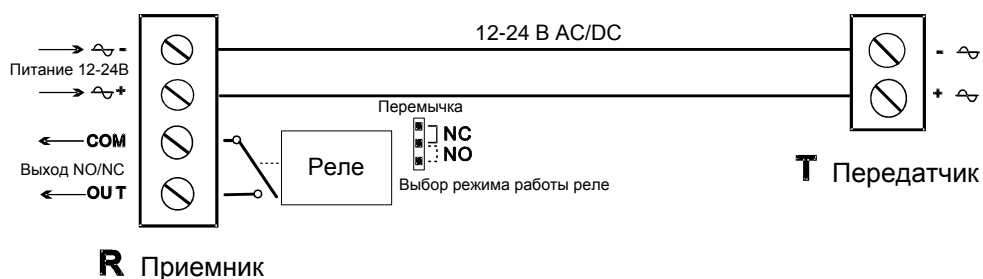 12-24 В AC/DC
-
Питание 12-24В
+
COM
Выход NO/NC
OUT
Реле
Перемычка
NC
NO
Выбор режима работы реле
-
+
T Передатчик
R Приемник